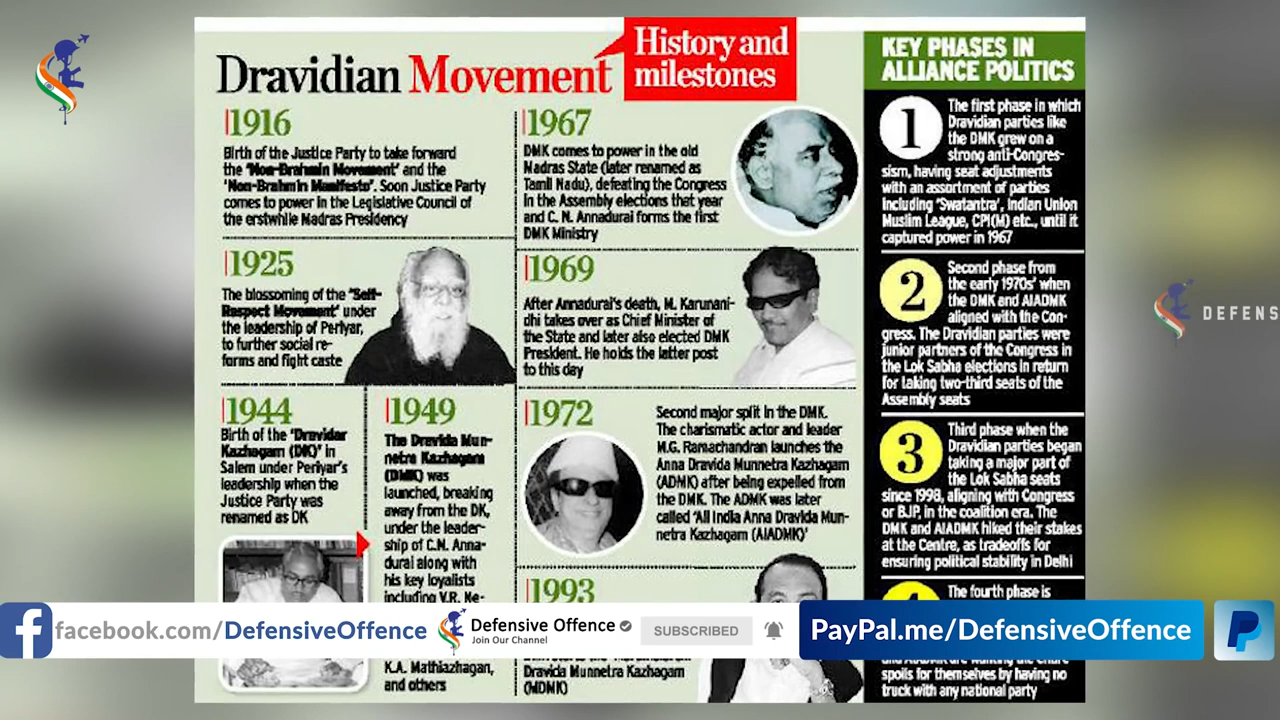 Dravidian Movement
History and
milestones
1916
Birth of the Justice Party to take forward
the 'Non-Brahmin Movement' and the
'Non-Brahmin Manifesto'. Soon Justice Party
comes to power in the Legislative Council of
the erstwhile Madras Presidency
1925
The blossoming of the 'Self-
Respect Movement' under
the leadership of Periyar,
to further social re-
forms and fight caste
1944
Birth of the 'Dravidar
Kazhagam (DK)' in
Salem under Periyar's
leadership when the
Justice Party was
renamed as DK
1949
The Dravida Mun-
netra Kazhagam
(DMK) was
launched, breaking
away from the DK,
under the leader-
ship of C.N. Anna-
durai along with
his key loyalists
including V.R. Ne-
K.A. Mathiazhagan,
and others
1967
DMK comes to power in the old
Madras State (later renamed as
Tamil Nadu), defeating the Congress
in the Assembly elections that year
and C. N. Annadurai forms the first
DMK Ministry
1969
After Annadurai's death, M. Karunani-
dhi takes over as Chief Minister of
the State and later also elected DMK
President. He holds the latter post
to this day
1972
Second major split in the DMK.
The charismatic actor and leader
M.G. Ramachandran launches the
Anna Dravida Munnetra Kazhagam
(ADMK) after being expelled from
the DMK. The ADMK was later
called 'All India Anna Dravida Mun-
netra Kazhagam (AIADMK)'
1993
Dravida Munnetra Kazhagam
(MDMK)
KEY PHASES IN
ALLIANCE POLITICS
1
The first phase in which
Dravidian parties like
the DMK grew on a
strong anti-Congres-
sism, having seat adjustments
with an assortment of parties
including 'Swatantra', Indian Union
Muslim League, CPI(M) etc., until it
captured power in 1967
2
Second phase from
the early 1970s' when
the DMK and AIADMK
aligned with the Con-
gress. The Dravidian parties were
junior partners of the Congress in
the Lok Sabha elections in return
for taking two-third seats of the
Assembly seats
3
Third phase when the
Dravidian parties began
taking a major part of
the Lok Sabha seats
since 1998, aligning with Congress
or BJP, in the coalition era. The
DMK and AIADMK hiked their stakes
at the Centre, as tradeoffs for
ensuring political stability in Delhi
The fourth phase is
spoils for themselves by having no
truck with any national party
DEFENS
facebook.com/DefensiveOffence
Defensive Offence
Join Our Channel
SUBSCRIBED
PayPal.me/DefensiveOffence